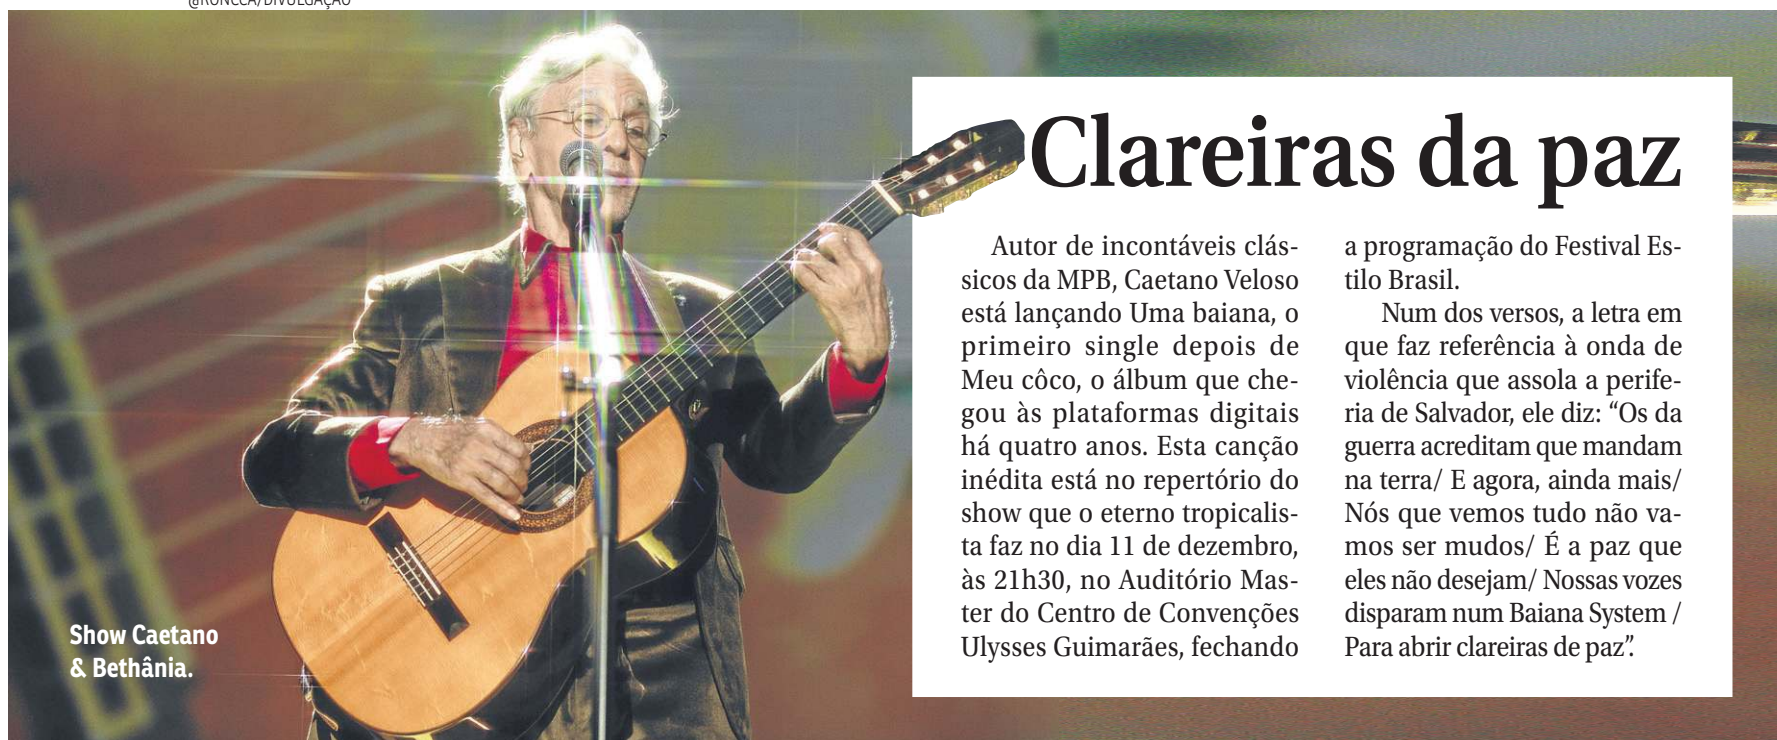 @RONCCA/DIVULGAÇÃO
Clareiras da paz
Autor de incontáveis clás-
sicos da MPB, Caetano Veloso
está lançando Uma baiana, o
primeiro single depois de
Meu côco, o álbum que che-
gou às plataformas digitais
há quatro anos. Esta canção
inédita está no repertório do
show que o eterno tropicalis-
ta faz no dia 11 de dezembro,
às 21h30, no Auditório Mas-
ter do Centro de Convenções
Ulysses Guimarães, fechando
a programação do Festival Es-
tilo Brasil.
Num dos versos, a letra em
que faz referência à onda de
violência que assola a perife-
ria de Salvador, ele diz: “Os da
guerra acreditam que mandam
na terra/ E agora, ainda mais/
Nós que vemos tudo não va-
mos ser mudos/ É a paz que
eles não desejam/ Nossas vozes
disparam num Baiana System /
Para abrir clareiras de paz”.
Show Caetano
& Bethânia.